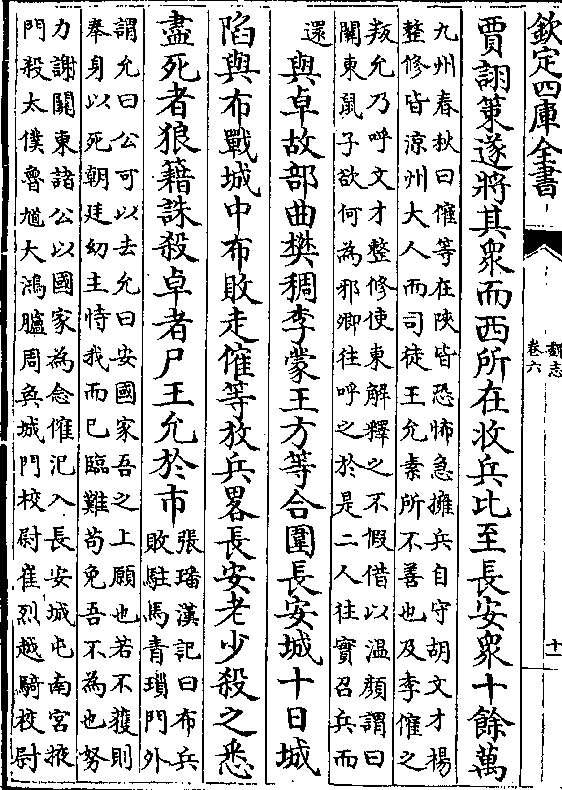 欽定四庫全書
魏志
卷六
十
賈詡策遂將其衆而西所在收兵比至長安衆十餘萬
九州春秋曰傕等在陜皆恐怖急擁兵自守胡文才楊
整修皆涼州大人而司徒王允素所不善也及李傕之
叛允乃呼文才整修使東解釋之不假借以温顔謂曰
關東鼠子欲何為邪卿往呼之於是二人往實召兵而
還
與卓故部曲樊稠李蒙王方等合圍長安城十日城
陷與布戰城中布敗走傕等放兵畧長安老少殺之悉
盡死者狼籍誅殺卓者尸王允於市
張璠漢記曰布兵
敗駐馬青瑣門外
謂允曰公可以去允曰安國家吾之上願也若不獲則
奉身以死朝廷幼主恃我而已臨難茍免吾不為也努
力謝關東諸公以國家為念傕汜入長安城屯南宫掖
門殺太僕魯馗大鴻臚周奐城門校尉崔烈越騎校尉